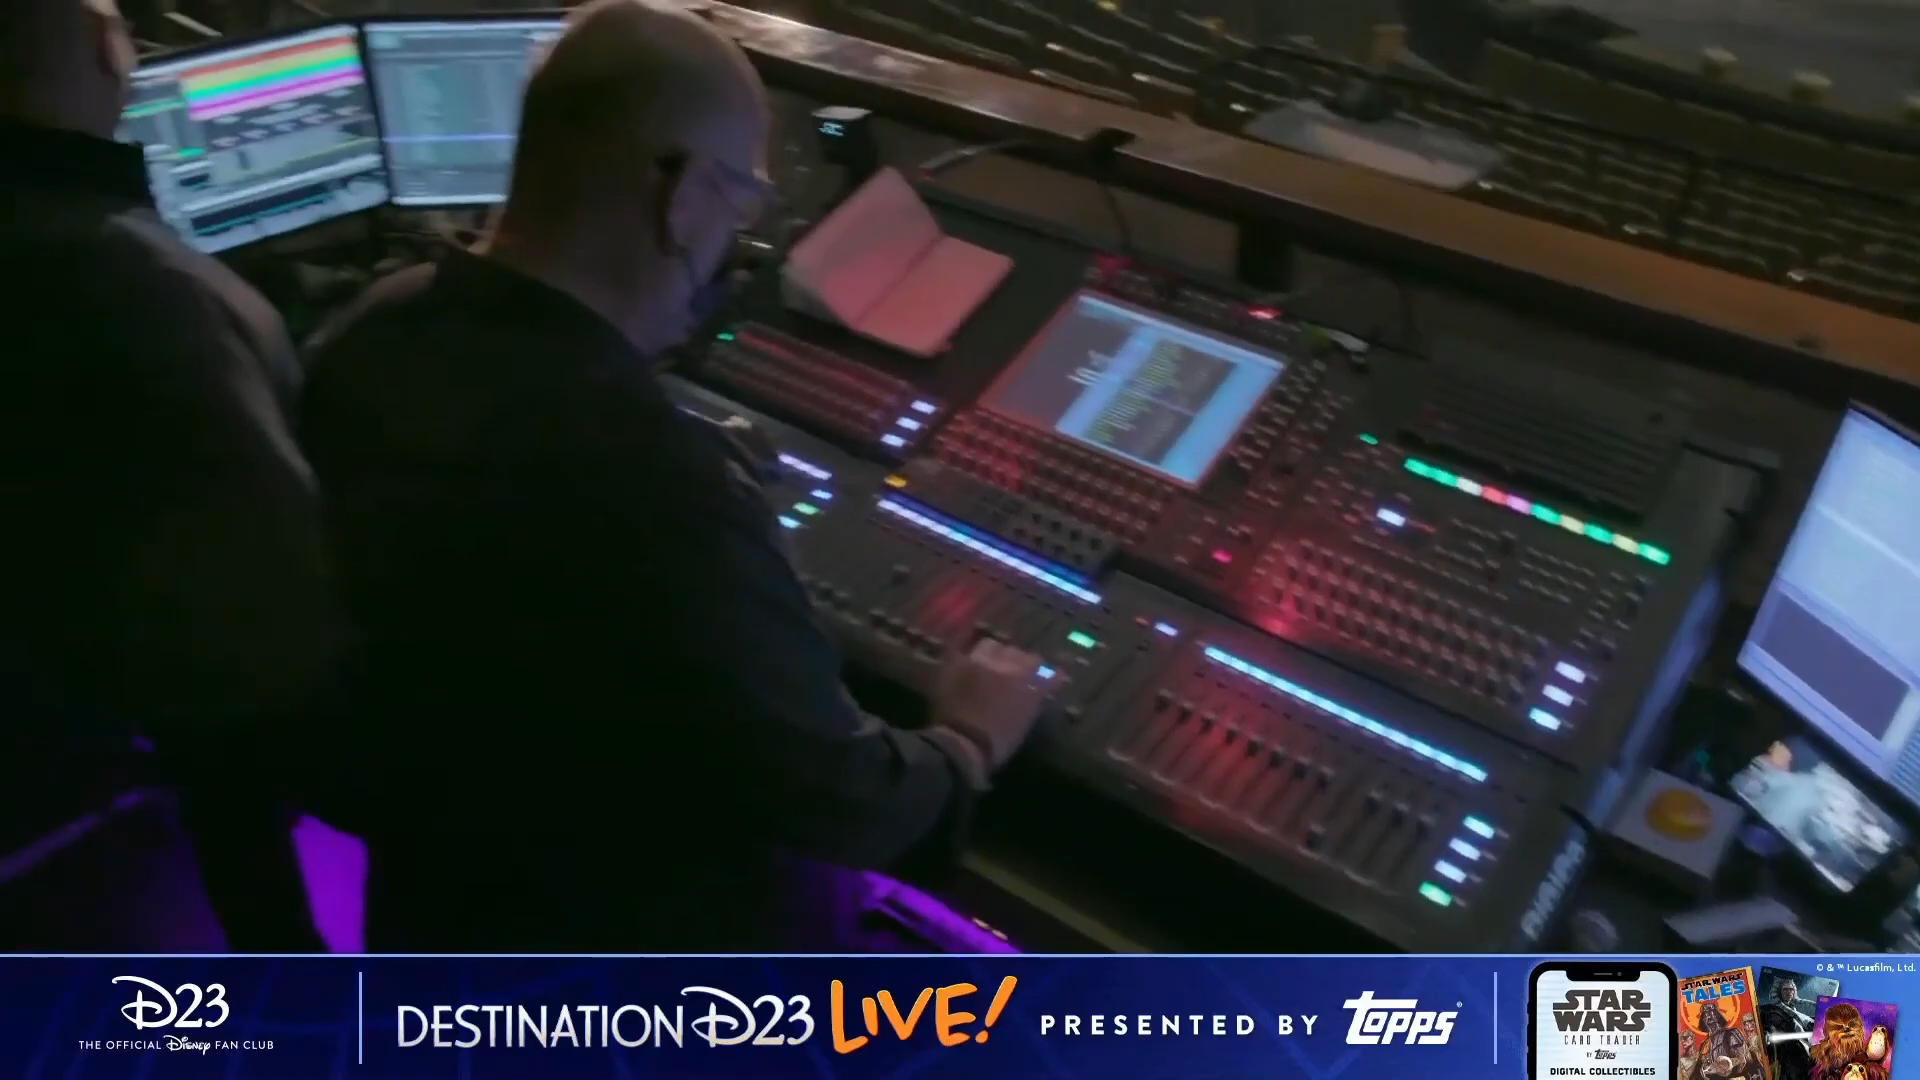 © & ™ Lucasfilm, Ltd.
D23
THE OFFICIAL Disney FAN CLUB
DESTINATION D23 LIVE!
PRESENTED BY topps
STAR WARS
CARD TRADER
BY topps
DIGITAL COLLECTIBLES
STAR WARS
TALES